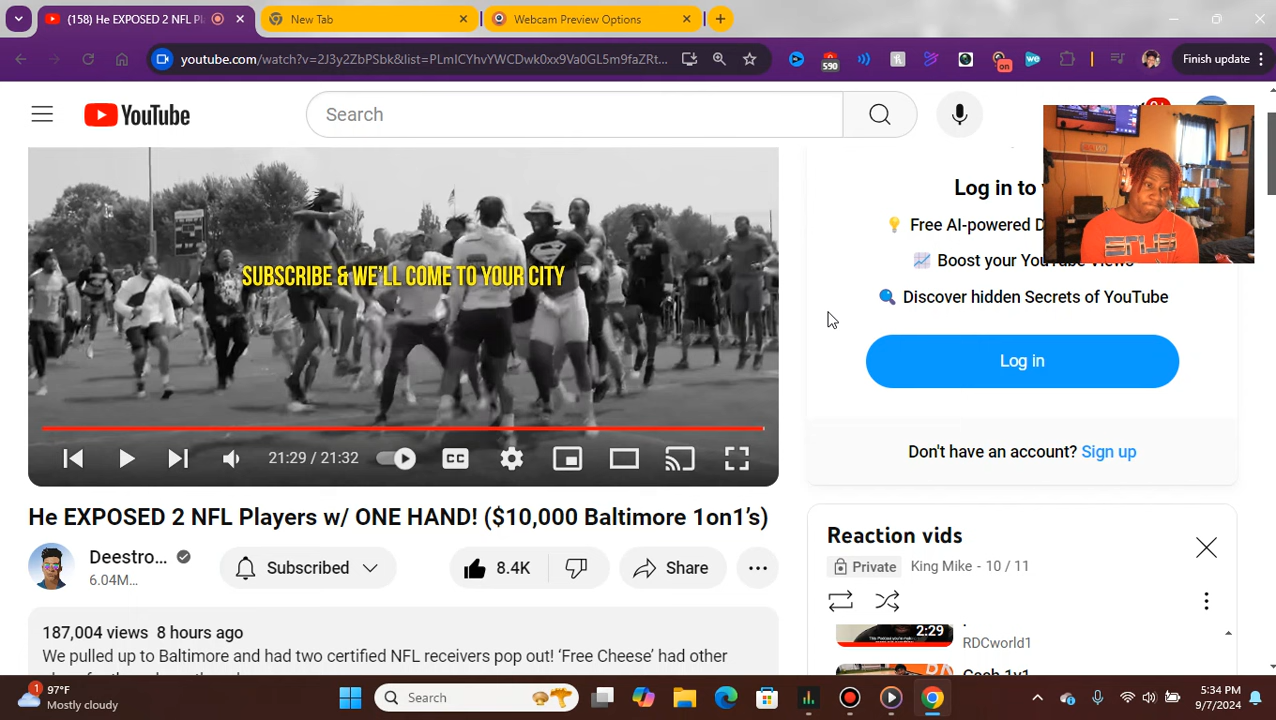 (158) He EXPOSED 2 NFL Pl
New Tab
Webcam Preview Options
youtube.com/watch?v=2J3y2ZbPSbk&list=PLmICYhvYWCDwk0xx9Va0GL5m9faZRt...
590
on
We
Finish update
YouTube
Search
SUBSCRIBE & WE'LL COME TO YOUR CITY
21:29 / 21:32
CC
Log in to
Free AI-powered D
Boost your YouTube views
Discover hidden Secrets of YouTube
Log in
Don't have an account? Sign up
He EXPOSED 2 NFL Players w/ ONE HAND! ($10,000 Baltimore 1on1's)
Deestro...
6.04M...
Subscribed
8.4K
Share
187,004 views 8 hours ago
We pulled up to Baltimore and had two certified NFL receivers pop out! 'Free Cheese' had other
Reaction vids
Private
King Mike - 10 / 11
2:29
RDCworld1
1
97°F
Mostly cloudy
Search
5:34 PM
9/7/2024